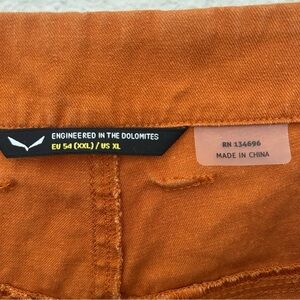 ENGINEERED IN THE DOLOMITES
EU 54 (XXL) / US XL
RN 134696
MADE IN CHINA